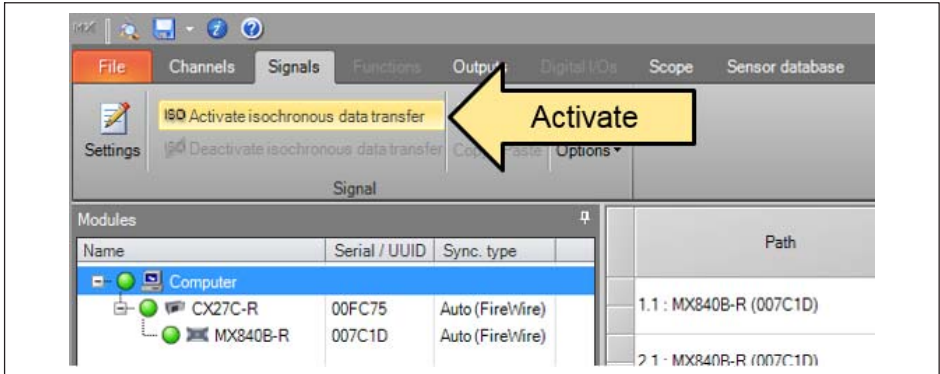 MX
File Channels Signals Functions Outputs Digital I/Os Scope Sensor database
ISO Activate isochronous data transfer
Activate
Settings
ISO Deactivate isochronous data transfer Copy Paste Options
Signal
Modules
Path
Name Serial / UUID Sync. type
Computer
CX27C-R 00FC75 Auto (FireWire)
1.1 : MX840B-R (007C1D)
MX840B-R 007C1D Auto (FireWire)
2.1 : MX840B-R (007C1D)